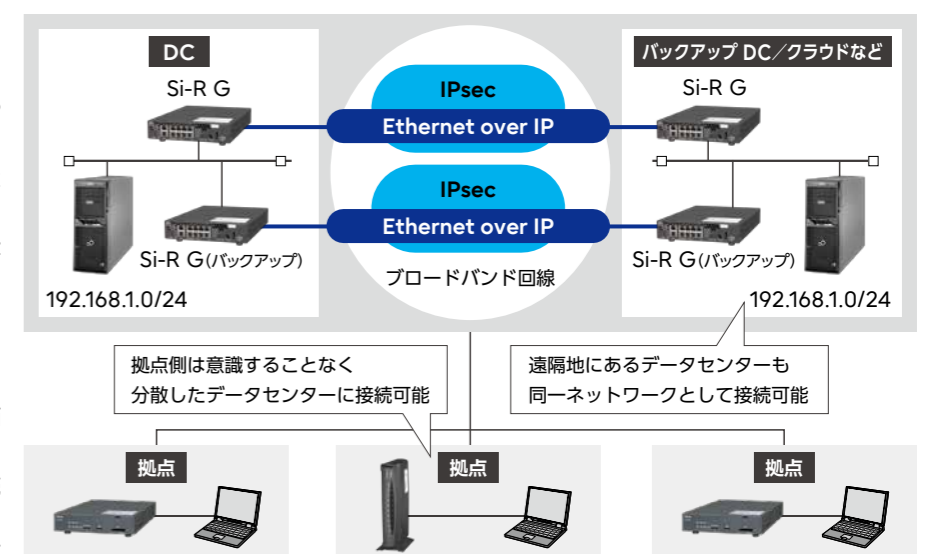 DC
バックアップ DC／クラウドなど
Si-R G
IPsec
Si-R G
Ethernet over IP
IPsec
Ethernet over IP
Si-R G(バックアップ)
Si-R G(バックアップ)
ブロードバンド回線
192.168.1.0/24
192.168.1.0/24
拠点側は意識することなく
分散したデータセンターに接続可能
遠隔地にあるデータセンターも
同一ネットワークとして接続可能
拠点
拠点
拠点